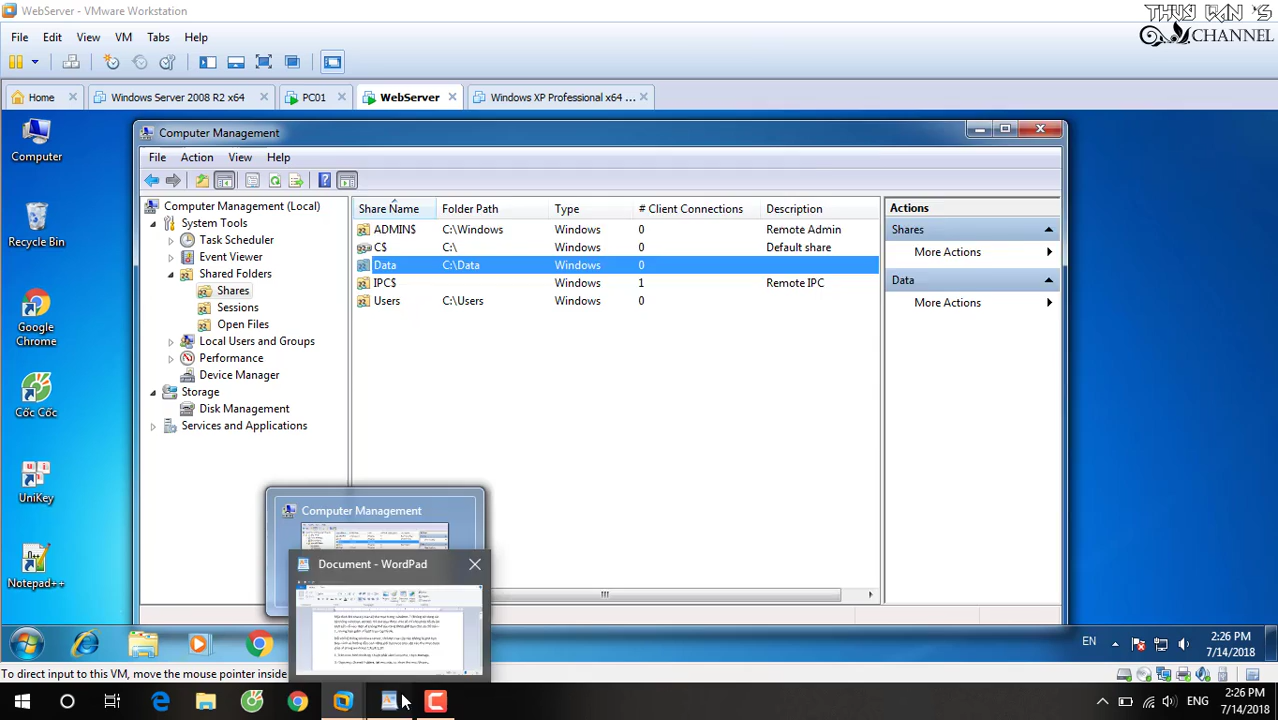 WebServer - VMware Workstation
THUY WIN 'S
CHANNEL
File Edit View VM Tabs Help
Home Windows Server 2008 R2 x64 PC01 WebServer Windows XP Professional x64 ...
Computer
Recycle Bin
Google Chrome
Cốc Cốc
UniKey
Notepad++
Computer Management
File Action View Help
Computer Management (Local)
System Tools
Task Scheduler
Event Viewer
Shared Folders
Shares
Sessions
Open Files
Local Users and Groups
Performance
Device Manager
Storage
Disk Management
Services and Applications
Share Name Folder Path Type # Client Connections Description
ADMIN$ C:\Windows Windows 0 Remote Admin
C$ C:\ Windows 0 Default share
Data C:\Data Windows 0
IPC$ Windows 1 Remote IPC
Users C:\Users Windows 0
Actions
Shares
More Actions
Data
More Actions
Computer Management
Document - WordPad
EN 2:26 PM
7/14/2018
To direct input to this VM, move the mouse pointer inside
ENG 2:26 PM
7/14/2018